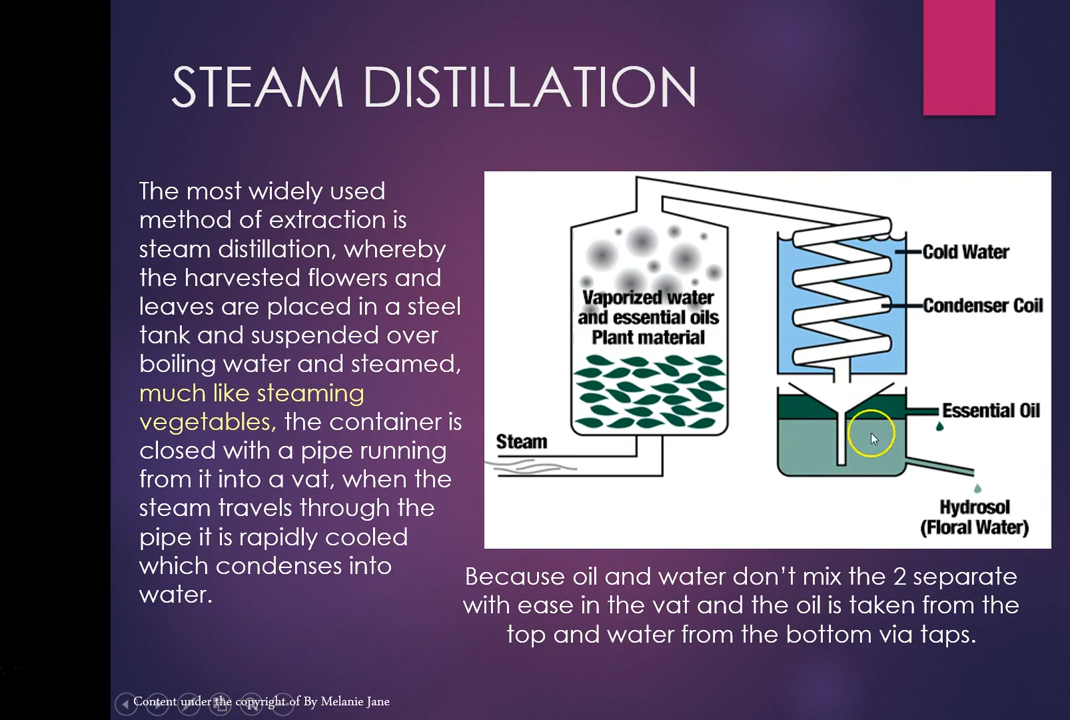 STEAM DISTILLATION
The most widely used
method of extraction is
steam distillation, whereby
the harvested flowers and
leaves are placed in a steel
tank and suspended over
boiling water and steamed,
much like steaming
vegetables, the container is
closed with a pipe running
from it into a vat, when the
steam travels through the
pipe it is rapidly cooled
which condenses into
water.
Vaporized water
and essential oils
Plant material
Steam
Cold Water
Condenser Coil
Essential Oil
Hydrosol
(Floral Water)
Because oil and water don't mix the 2 separate
with ease in the vat and the oil is taken from the
top and water from the bottom via taps.
Content under the copyright of By Melanie Jane